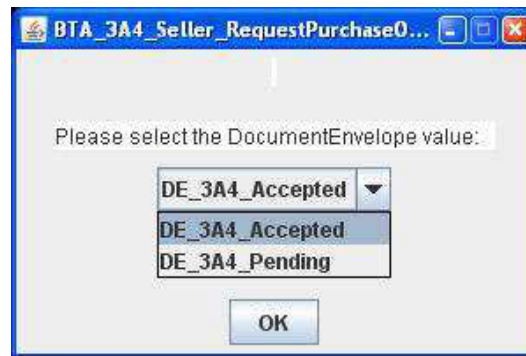 BTA_3A4_Seller_RequestPurchaseO...
Please select the DocumentEnvelope value:
DE_3A4_Accepted
DE_3A4_Accepted
DE_3A4_Pending
OK